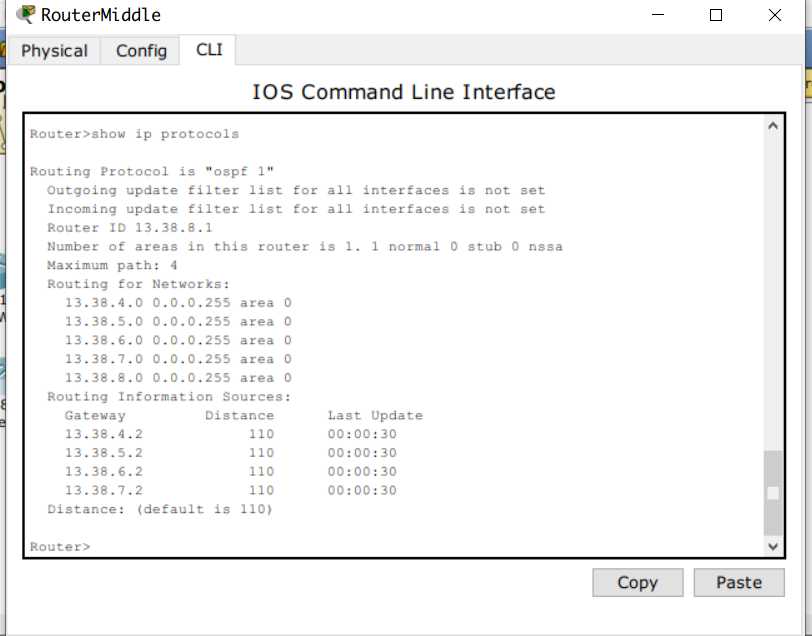 RouterMiddle
Physical Config CLI
IOS Command Line Interface
Router>show ip protocols
Routing Protocol is "ospf 1"
Outgoing update filter list for all interfaces is not set
Incoming update filter list for all interfaces is not set
Router ID 13.38.8.1
Number of areas in this router is 1. 1 normal 0 stub 0 nssa
Maximum path: 4
Routing for Networks:
13.38.4.0 0.0.0.255 area 0
13.38.5.0 0.0.0.255 area 0
13.38.6.0 0.0.0.255 area 0
13.38.7.0 0.0.0.255 area 0
13.38.8.0 0.0.0.255 area 0
Routing Information Sources:
Gateway Distance Last Update
13.38.4.2 110 00:00:30
13.38.5.2 110 00:00:30
13.38.6.2 110 00:00:30
13.38.7.2 110 00:00:30
Distance: (default is 110)
Router>
Copy Paste